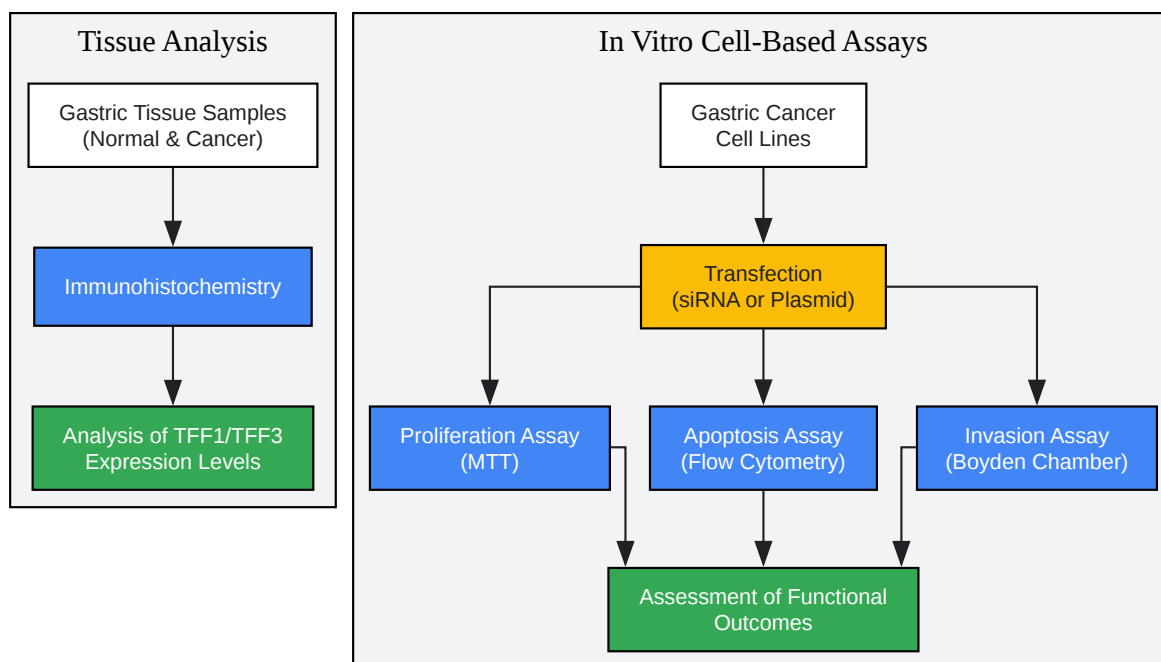 Tissue Analysis
Gastric Tissue Samples
(Normal & Cancer)
Immunohistochemistry
Analysis of TFF1/TFF3
Expression Levels
In Vitro Cell-Based Assays
Gastric Cancer
Cell Lines
Transfection
(siRNA or Plasmid)
Proliferation Assay
(MTT)
Apoptosis Assay
(Flow Cytometry)
Invasion Assay
(Boyden Chamber)
Assessment of Functional
Outcomes